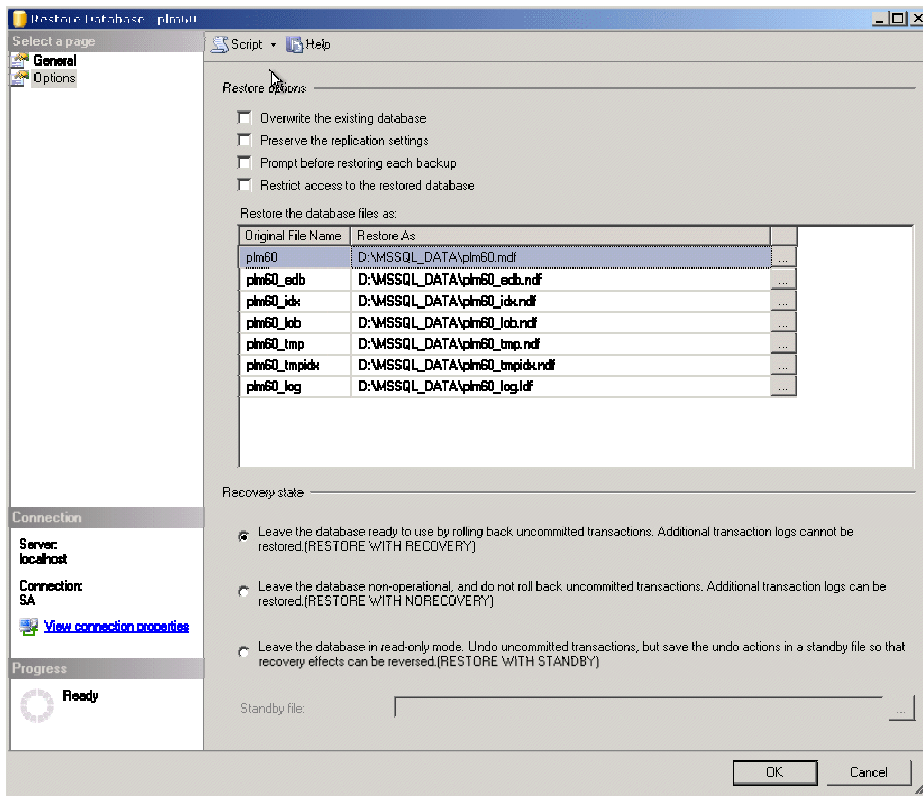 Restore Database - plm60
Select a page
General
Options
Script
Help
Restore options
Overwrite the existing database
Preserve the replication settings
Prompt before restoring each backup
Restrict access to the restored database
Restore the database files as:
Original File Name Restore As
plm60 D:\MSSQL_DATA\plm60.mdf ...
plm60_edb D:\MSSQL_DATA\plm60_edb.ndf ...
plm60_idx D:\MSSQL_DATA\plm60_idx.ndf ...
plm60_lob D:\MSSQL_DATA\plm60_lob.ndf ...
plm60_tmp D:\MSSQL_DATA\plm60_tmp.ndf ...
plm60_tmpidx D:\MSSQL_DATA\plm60_tmpidx.ndf ...
plm60_log D:\MSSQL_DATA\plm60_log.ldf ...
Recovery state
Leave the database ready to use by rolling back uncommitted transactions. Additional transaction logs cannot be
restored.(RESTORE WITH RECOVERY)
Leave the database non-operational, and do not roll back uncommitted transactions. Additional transaction logs can be
restored.(RESTORE WITH NORECOVERY)
Leave the database in read-only mode. Undo uncommitted transactions, but save the undo actions in a standby file so that
recovery effects can be reversed.(RESTORE WITH STANDBY)
Standby file:
...
Connection
Server:
localhost
Connection:
SA
View connection properties
Progress
Ready
OK
Cancel